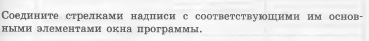 Соедините стрелками надписи с соответствующими им основ-
ными элементами окна программы.